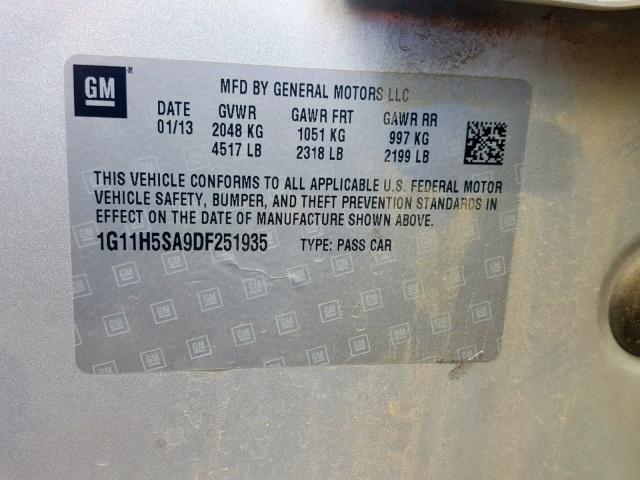 GM ®
MFD BY GENERAL MOTORS LLC
DATE GVWR GAWR FRT GAWR RR
01/13 2048 KG 1051 KG 997 KG
4517 LB 2318 LB 2199 LB
THIS VEHICLE CONFORMS TO ALL APPLICABLE U.S. FEDERAL MOTOR
VEHICLE SAFETY, BUMPER, AND THEFT PREVENTION STANDARDS IN
EFFECT ON THE DATE OF MANUFACTURE SHOWN ABOVE.
1G11H5SA9DF251935 TYPE: PASS CAR